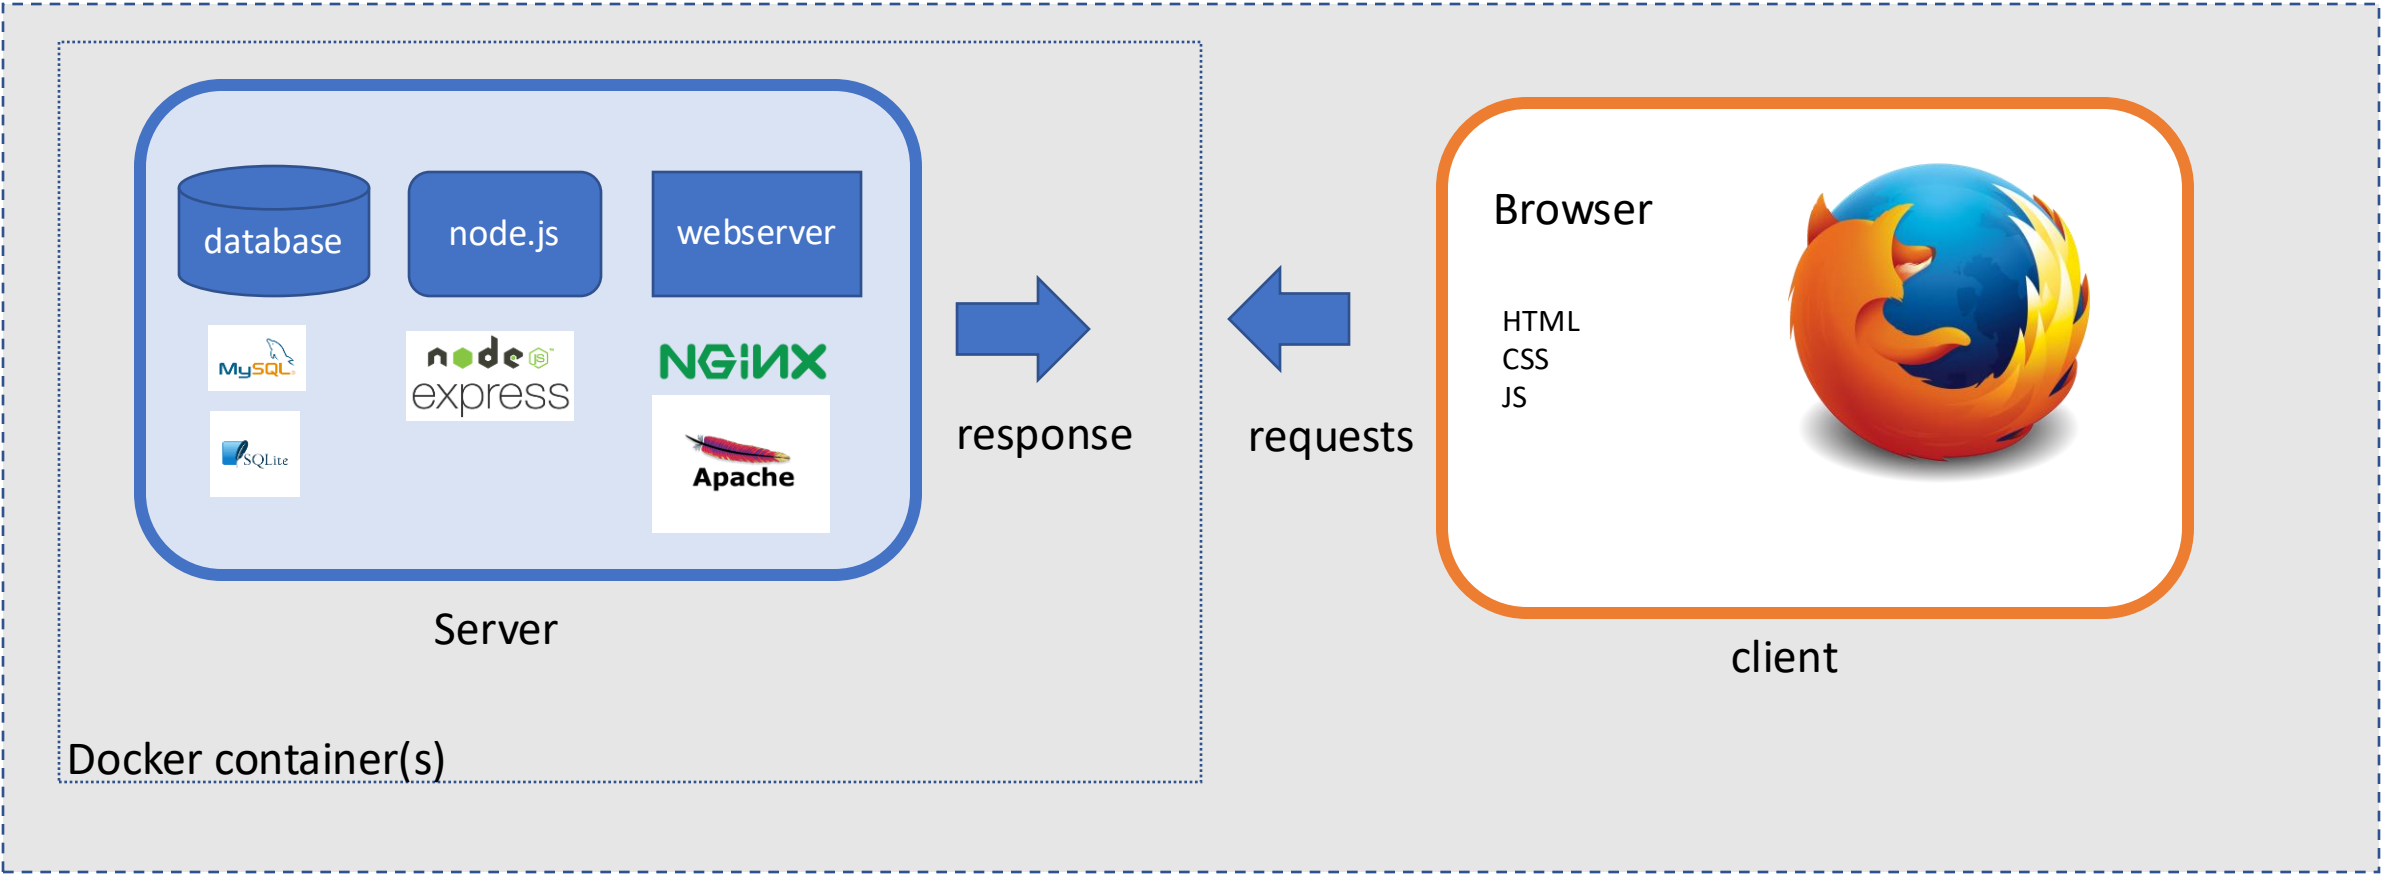 database
node.js
webserver
MySQL
SQLite
node JS
express
NGINX
Apache
Server
Docker container(s)
response
requests
Browser
HTML
CSS
JS
client